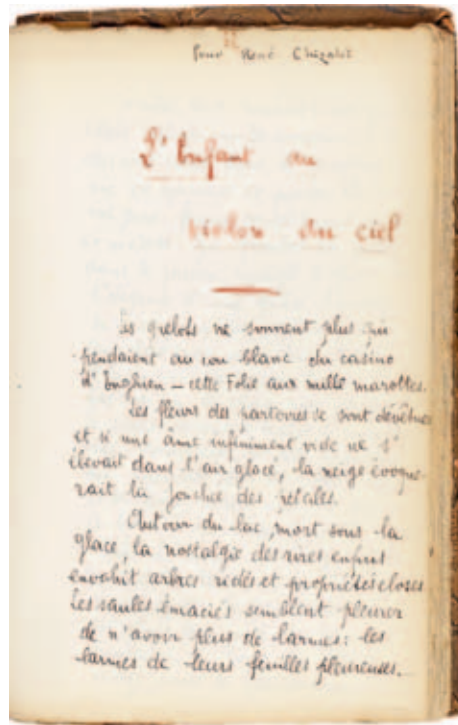 Pour René Chizalet
L'Enfant au
violon du ciel
Les grelots ne sonnent plus qui
pendaient au cou blanc du casino
d'Enghien — cette Folie aux mille marottes.
Les fleurs des parterres se sont dévêtues
et si une âme infiniment vide ne s'
élevait dans l'air glacé, la neige évoque-
rait la jonchée des pétales.
Autour du lac, mort sous la
glace, la nostalgie des rires enfuis
envahit arbres ridés et propriétés closes.
Les saules émaciés semblent pleurer
de n'avoir plus de larmes : les
larmes de leurs feuilles pleureuses.